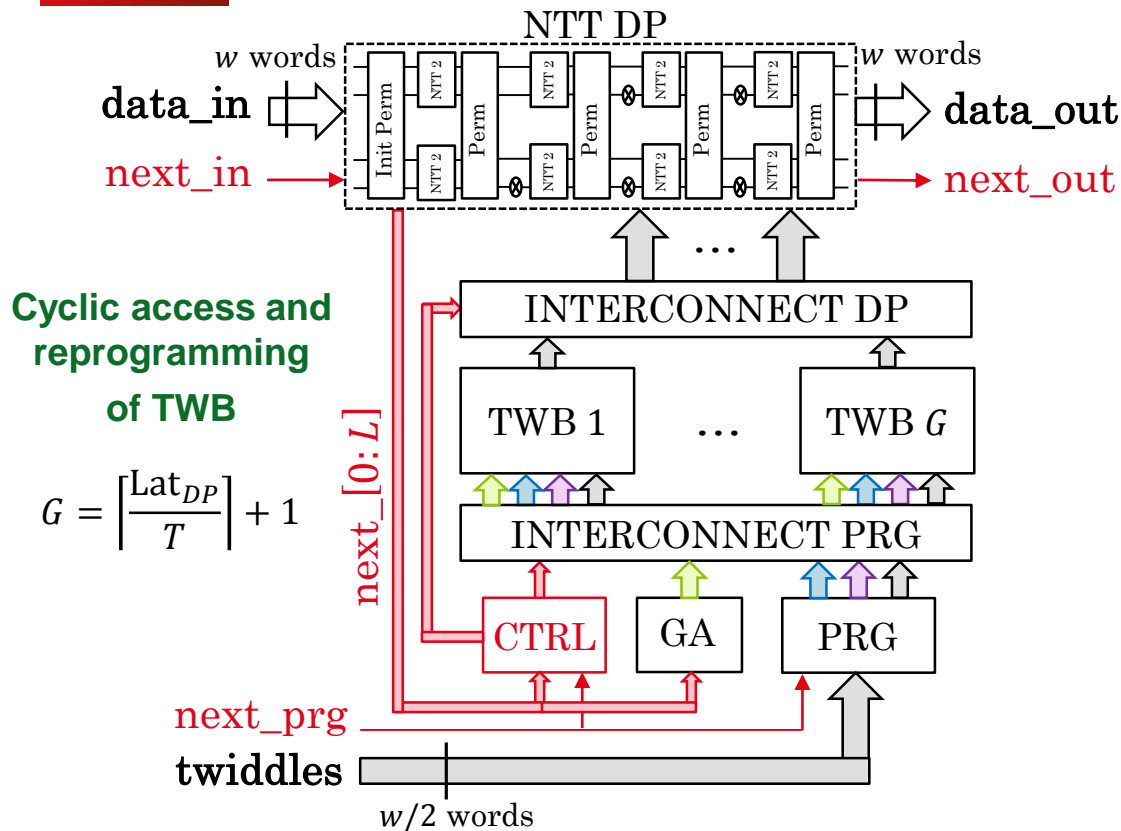 NTT DP
w words
w words
data_in
data_out
next_in
next_out
Init Perm
NTT 2
NTT 2
Perm
NTT 2
NTT 2
Perm
NTT 2
NTT 2
Perm
NTT 2
NTT 2
Perm
...
INTERCONNECT DP
Cyclic access and
reprogramming
of TWB
G = ⌈Lat_DP / T⌉ + 1
next_[0: L]
TWB 1
...
TWB G
INTERCONNECT PRG
CTRL
GA
PRG
next_prg
twiddles
w/2 words